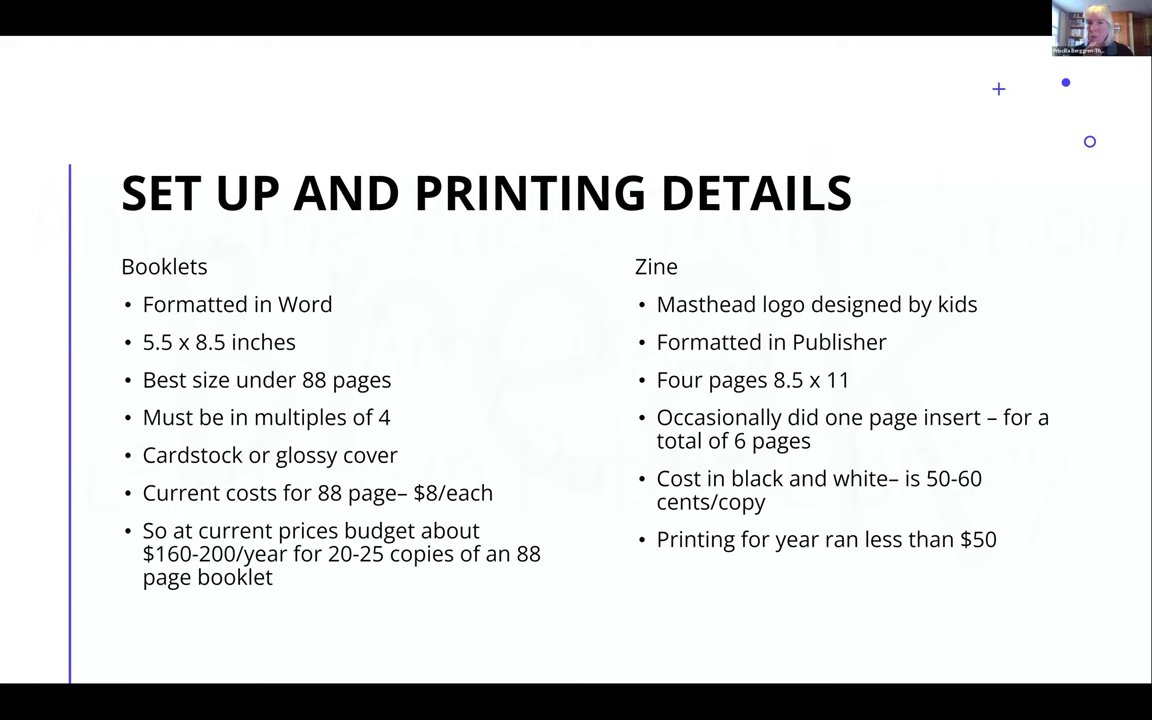 SET UP AND PRINTING DETAILS
Booklets
• Formatted in Word
• 5.5 x 8.5 inches
• Best size under 88 pages
• Must be in multiples of 4
• Cardstock or glossy cover
• Current costs for 88 page– $8/each
• So at current prices budget about
$160-200/year for 20-25 copies of an 88
page booklet
Zine
• Masthead logo designed by kids
• Formatted in Publisher
• Four pages 8.5 x 11
• Occasionally did one page insert – for a
total of 6 pages
• Cost in black and white– is 50-60
cents/copy
• Printing for year ran less than $50